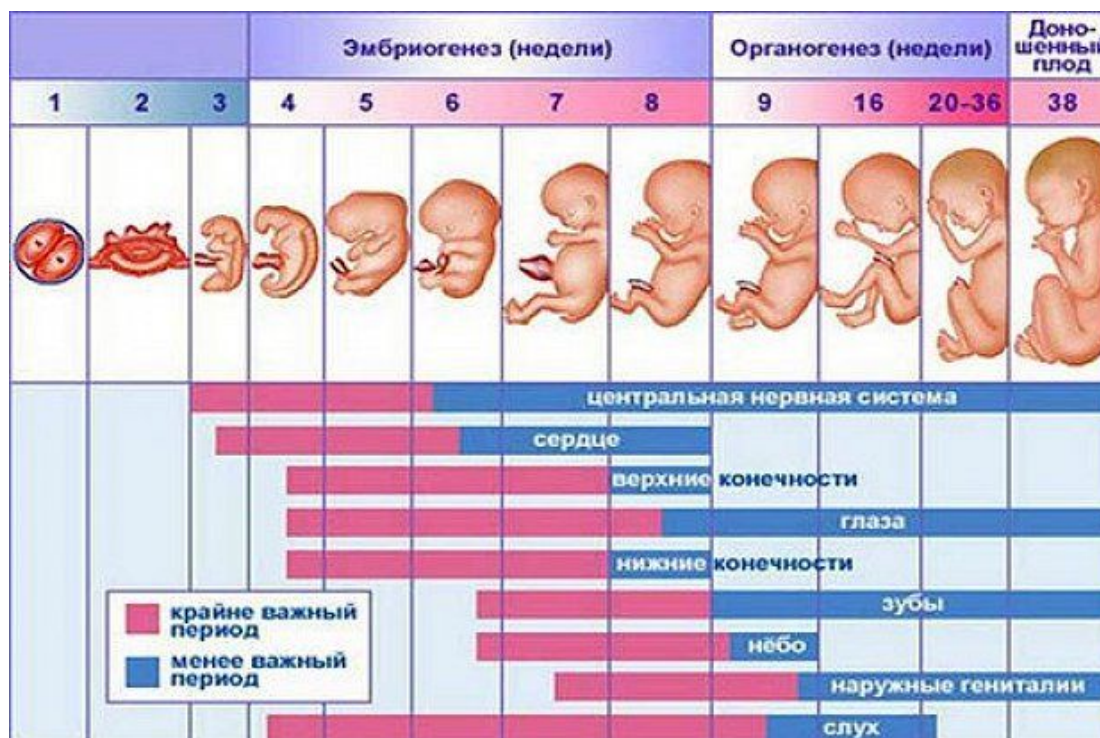 Эмбриогенез (недели)
Органогенез (недели)
Доно-
шенный
плод
1 2 3 4 5 6 7 8 9 16 20-36 38
центральная нервная система
сердце
верхние конечности
глаза
нижние конечности
зубы
нёбо
наружные гениталии
слух
крайне важный
период
менее важный
период